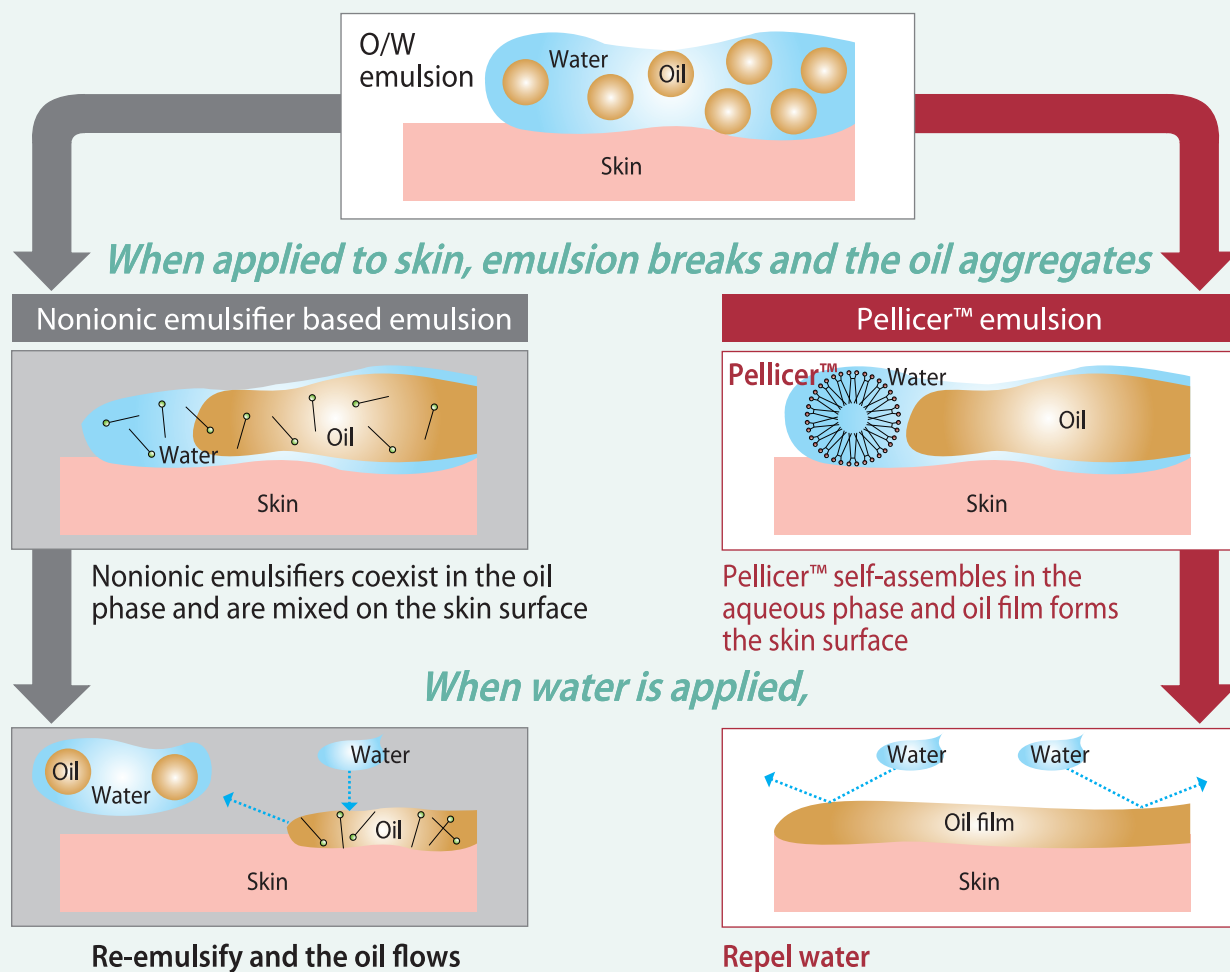 O/W
emulsion
Water
Oil
Skin
When applied to skin, emulsion breaks and the oil aggregates
Nonionic emulsifier based emulsion
Water
Oil
Skin
Nonionic emulsifiers coexist in the oil
phase and are mixed on the skin surface
Pellicer™ emulsion
Pellicer™
Water
Oil
Skin
Pellicer™ self-assembles in the
aqueous phase and oil film forms
the skin surface
When water is applied,
Oil
Water
Water
Oil
Skin
Re-emulsify and the oil flows
Water
Water
Oil film
Skin
Repel water